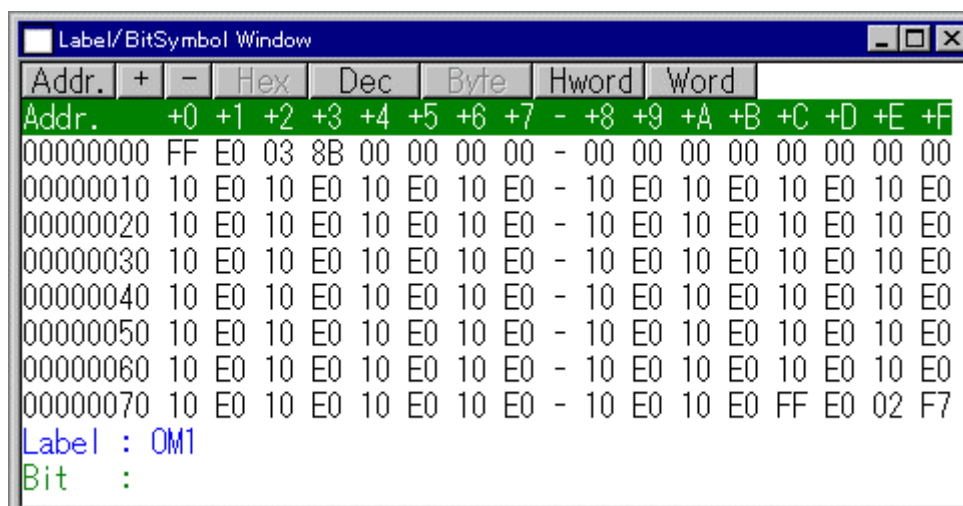 Label/BitSymbol Window
Addr. + - Hex Dec Byte Hword Word
Addr. +0 +1 +2 +3 +4 +5 +6 +7 - +8 +9 +A +B +C +D +E +F
00000000 FF E0 03 8B 00 00 00 00 - 00 00 00 00 00 00 00 00
00000010 10 E0 10 E0 10 E0 10 E0 - 10 E0 10 E0 10 E0 10 E0
00000020 10 E0 10 E0 10 E0 10 E0 - 10 E0 10 E0 10 E0 10 E0
00000030 10 E0 10 E0 10 E0 10 E0 - 10 E0 10 E0 10 E0 10 E0
00000040 10 E0 10 E0 10 E0 10 E0 - 10 E0 10 E0 10 E0 10 E0
00000050 10 E0 10 E0 10 E0 10 E0 - 10 E0 10 E0 10 E0 10 E0
00000060 10 E0 10 E0 10 E0 10 E0 - 10 E0 10 E0 10 E0 10 E0
00000070 10 E0 10 E0 10 E0 10 E0 - 10 E0 10 E0 FF E0 02 F7
Label : OM1
Bit :